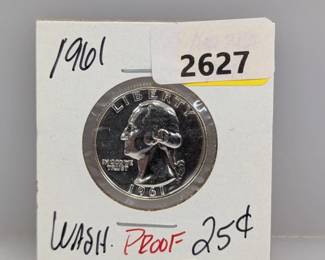 1961
2627
LIBERTY
IN GOD WE
TRUST
1961
WASH. PROOF 25¢